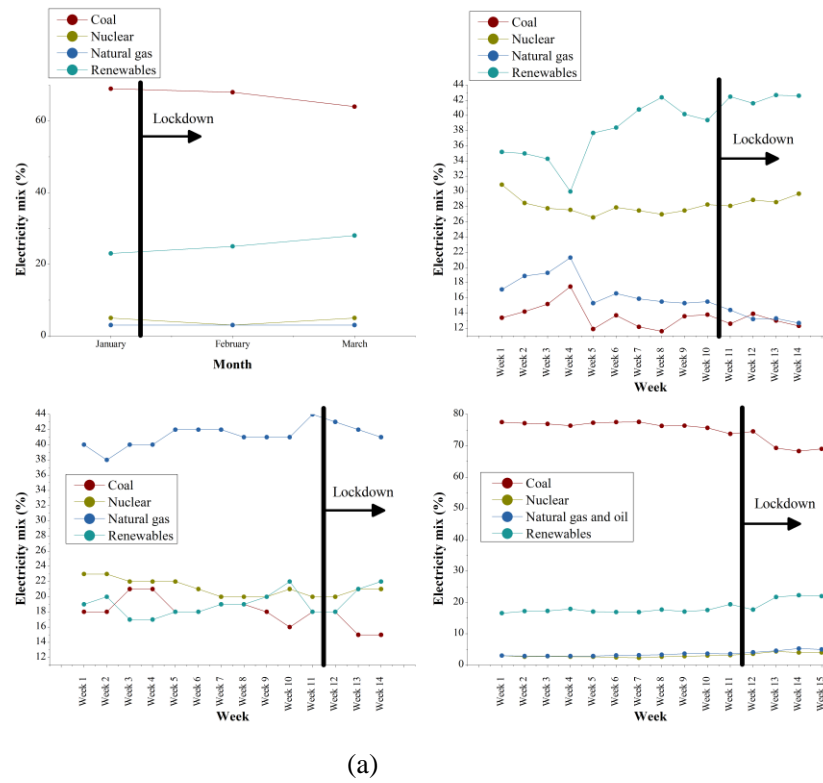 Coal
Nuclear
Natural gas
Renewables
Lockdown
Electricity mix (%)
60
40
20
0
January
February
March
Month
Coal
Nuclear
Natural gas
Renewables
Lockdown
Electricity mix (%)
44
42
40
38
36
34
32
30
28
26
24
22
20
18
16
14
12
Week 1
Week 2
Week 3
Week 4
Week 5
Week 6
Week 7
Week 8
Week 9
Week 10
Week 11
Week 12
Week 13
Week 14
Week
Coal
Nuclear
Natural gas
Renewables
Lockdown
Electricity mix (%)
44
42
40
38
36
34
32
30
28
26
24
22
20
18
16
14
12
Week 1
Week 2
Week 3
Week 4
Week 5
Week 6
Week 7
Week 8
Week 9
Week 10
Week 11
Week 12
Week 13
Week 14
Week
Coal
Nuclear
Natural gas and oil
Renewables
Lockdown
Electricity mix (%)
80
70
60
50
40
30
20
10
0
Week 1
Week 2
Week 3
Week 4
Week 5
Week 6
Week 7
Week 8
Week 9
Week 10
Week 11
Week 12
Week 13
Week 14
Week 15
Week
(a)